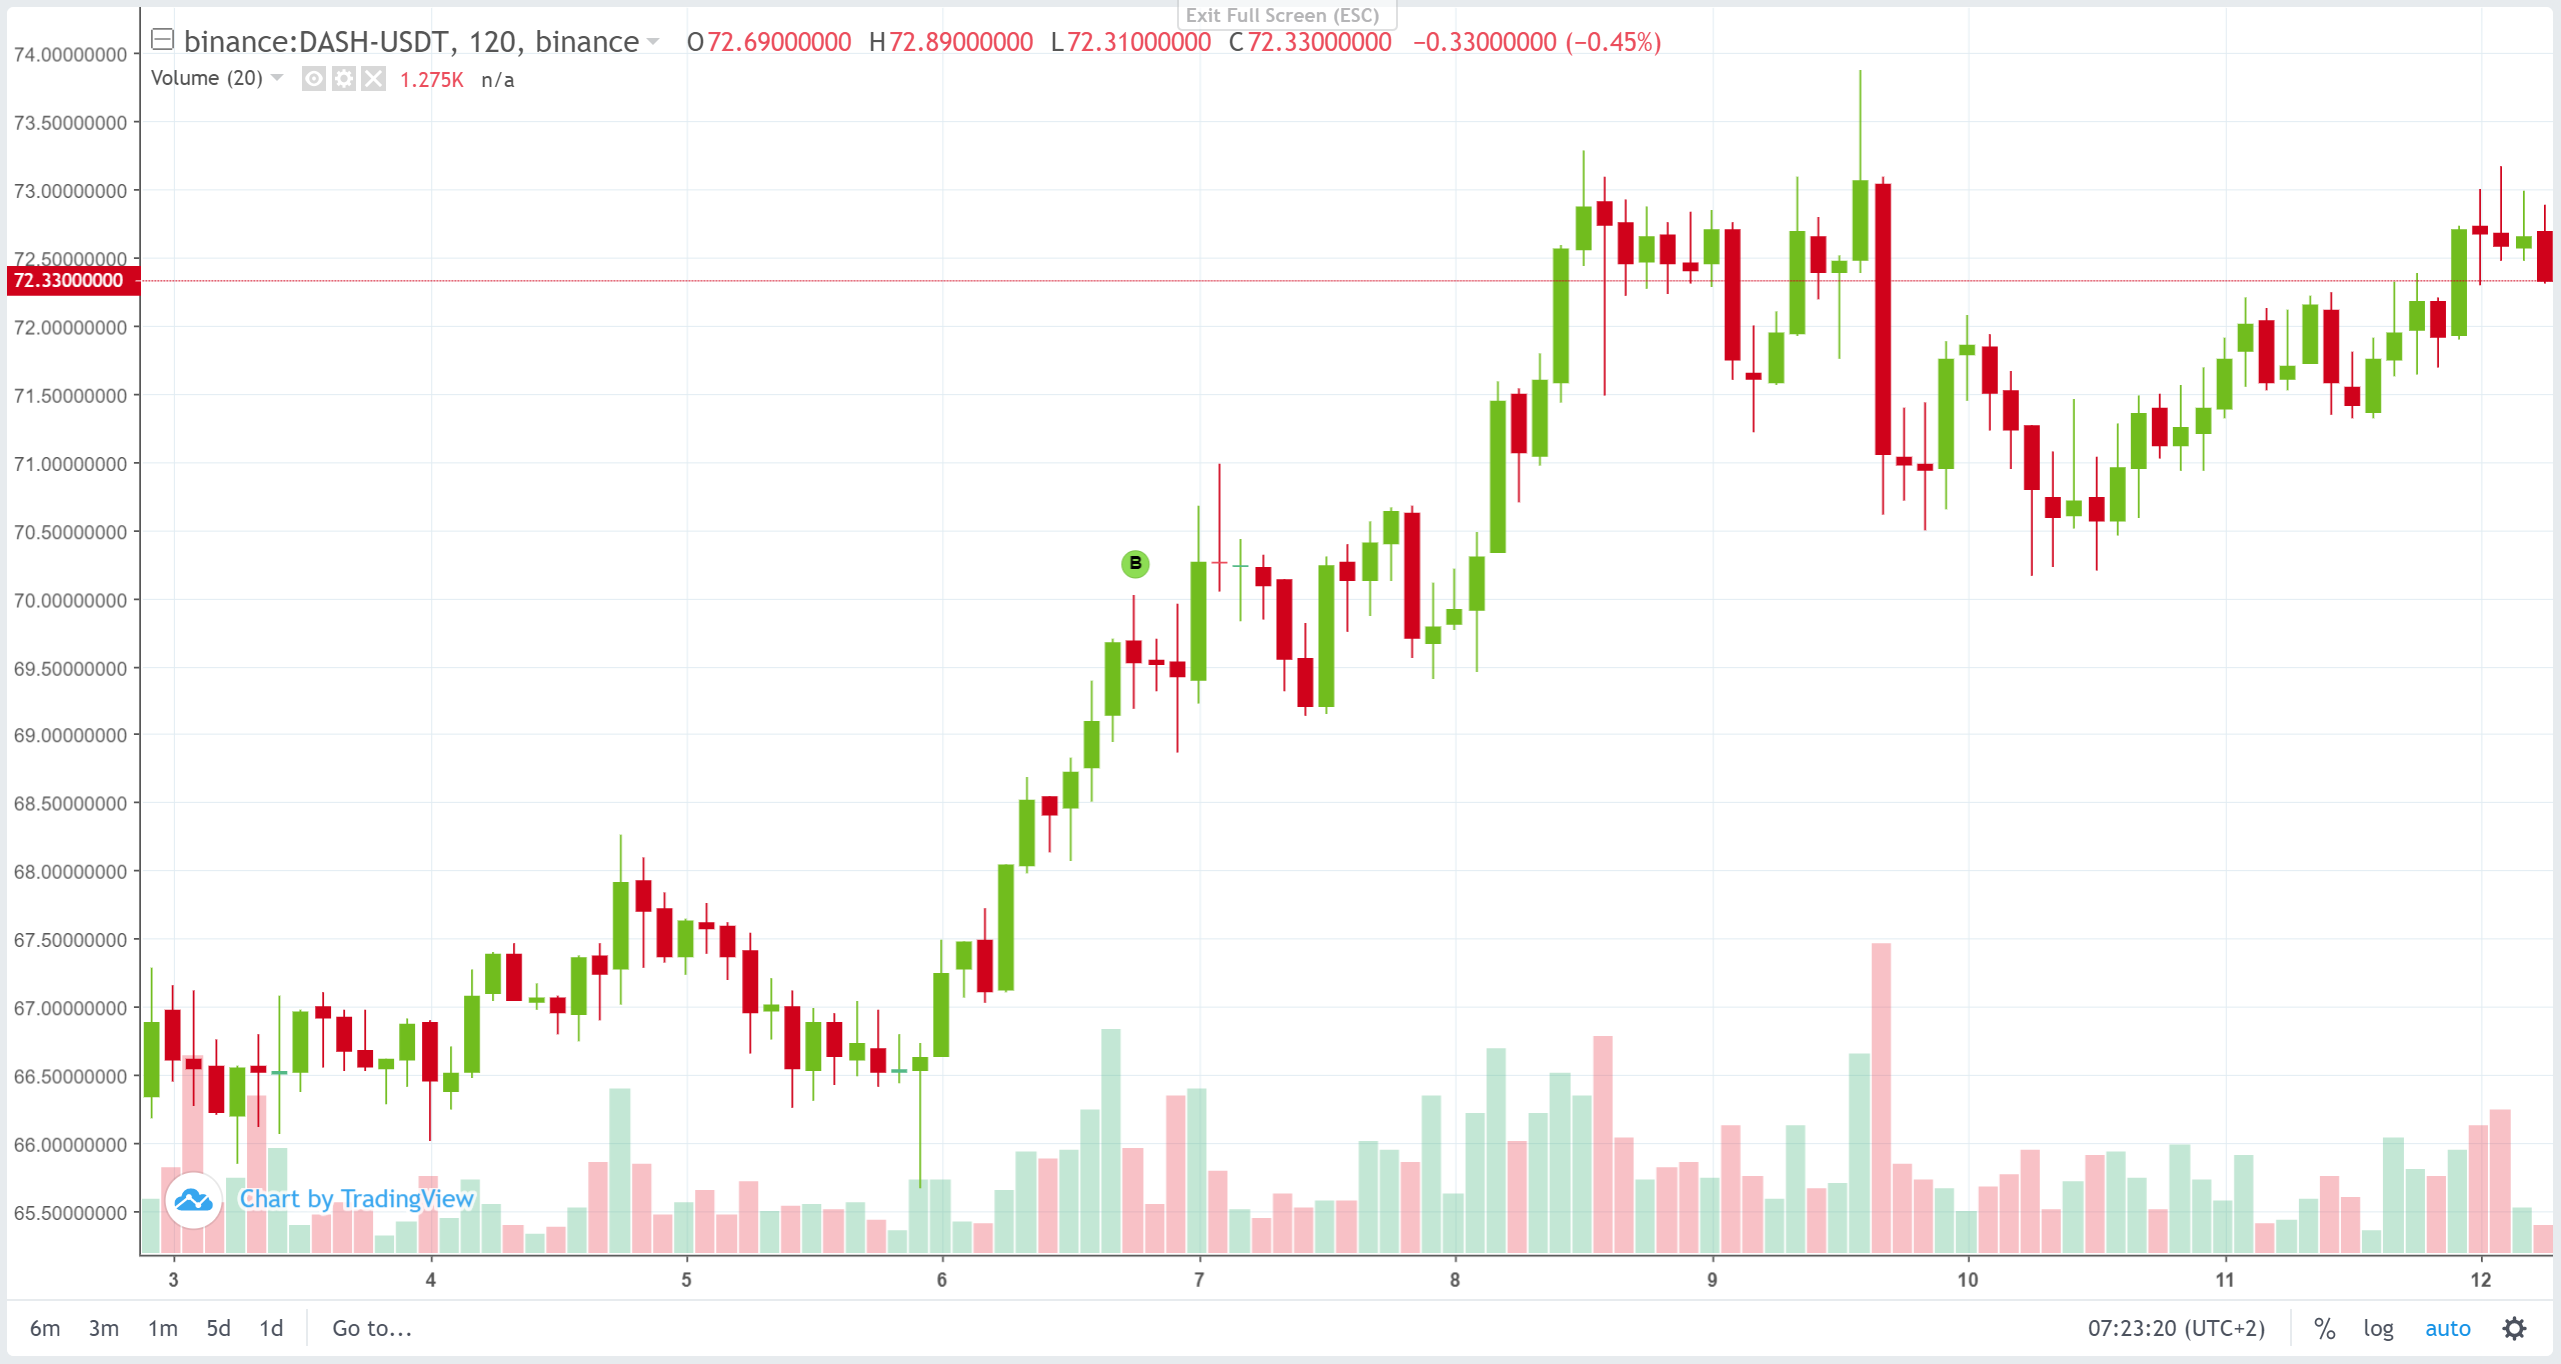 Exit Full Screen (ESC)
binance:DASH-USDT, 120, binance O72.69000000 H72.89000000 L72.31000000 C72.33000000 −0.33000000 (−0.45%)
Volume (20) 1.275K n/a
74.00000000
73.50000000
73.00000000
72.50000000
72.33000000
72.00000000
71.50000000
71.00000000
70.50000000
B
70.00000000
69.50000000
69.00000000
68.50000000
68.00000000
67.50000000
67.00000000
66.50000000
66.00000000
Chart by TradingView
65.50000000
3 4 5 6 7 8 9 10 11 12
6m 3m 1m 5d 1d Go to... 07:23:20 (UTC+2) % log auto